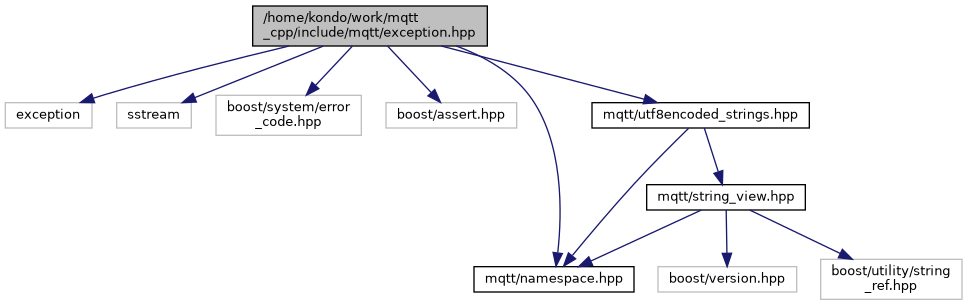 /home/kondo/work/mqtt
_cpp/include/mqtt/exception.hpp
exception
sstream
boost/system/error
_code.hpp
boost/assert.hpp
mqtt/utf8encoded_strings.hpp
mqtt/string_view.hpp
mqtt/namespace.hpp
boost/version.hpp
boost/utility/string
_ref.hpp